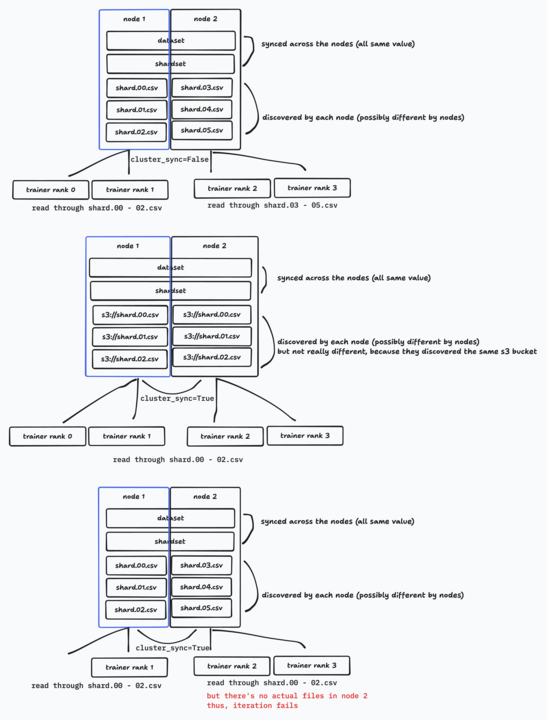 node 1
node 2
dataset
synced across the nodes (all same value)
shardset
shard.00.csv
shard.03.csv
shard.01.csv
shard.04.csv
discovered by each node (possibly different by nodes)
shard.02.csv
shard.05.csv
cluster_sync=False
trainer rank 0
trainer rank 1
trainer rank 2
trainer rank 3
read through shard.00 - 02.csv
read through shard.03 - 05.csv
node 1
node 2
dataset
synced across the nodes (all same value)
shardset
s3://shard.00.csv
s3://shard.00.csv
s3://shard.01.csv
s3://shard.01.csv
discovered by each node (possibly different by nodes)
but not really different, because they discovered the same s3 bucket
s3://shard.02.csv
s3://shard.02.csv
cluster_sync=True
trainer rank 0
trainer rank 1
trainer rank 2
trainer rank 3
read through shard.00 - 02.csv
node 1
node 2
dataset
synced across the nodes (all same value)
shardset
shard.00.csv
shard.03.csv
shard.01.csv
shard.04.csv
discovered by each node (possibly different by nodes)
shard.02.csv
shard.05.csv
cluster_sync=True
trainer rank 1
trainer rank 2
trainer rank 3
read through shard.00 - 02.csv
read through shard.00 - 02.csv
but there's no actual files in node 2
thus, iteration fails